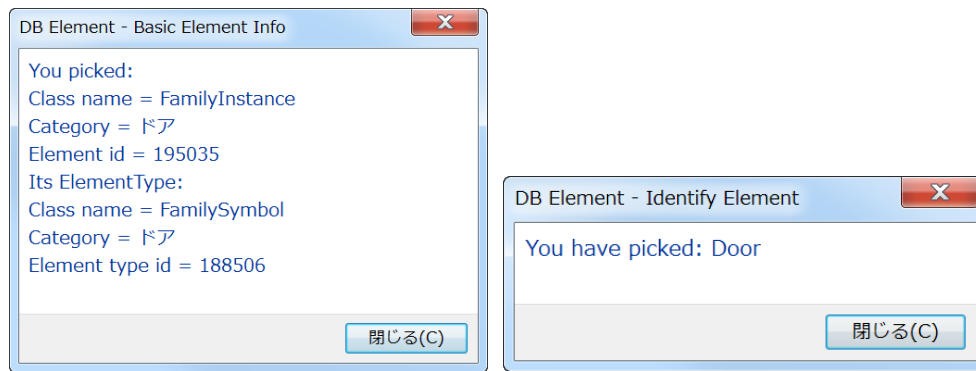 DB Element - Basic Element Info
You picked:
Class name = FamilyInstance
Category = ドア
Element id = 195035
Its ElementType:
Class name = FamilySymbol
Category = ドア
Element type id = 188506
閉じる(C)
DB Element - Identify Element
You have picked: Door
閉じる(C)